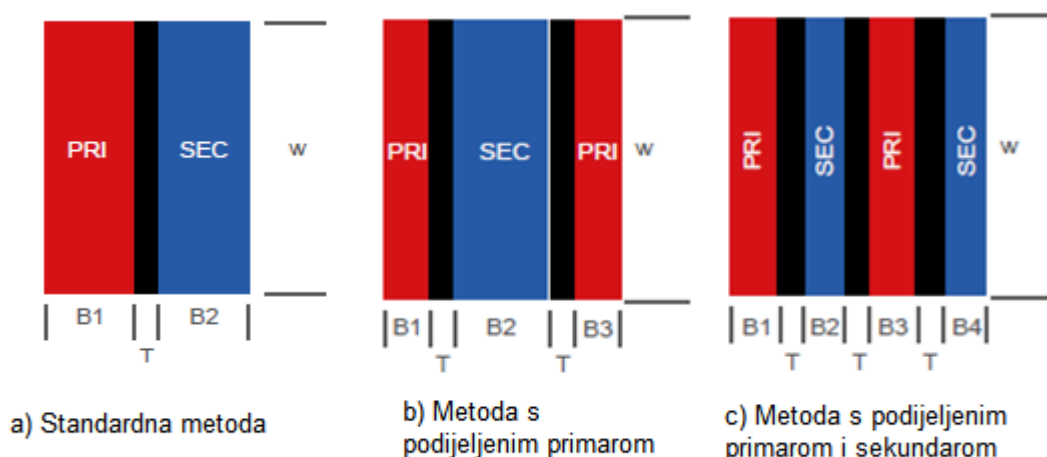 PRI
SEC
w
B1
B2
T
a) Standardna metoda
PRI
SEC
PRI
w
B1
B2
B3
T
T
b) Metoda s
podijeljenim primarom
PRI
SEC
PRI
SEC
w
B1
B2
B3
B4
T
T
T
c) Metoda s podijeljenim
primarom i sekundarom